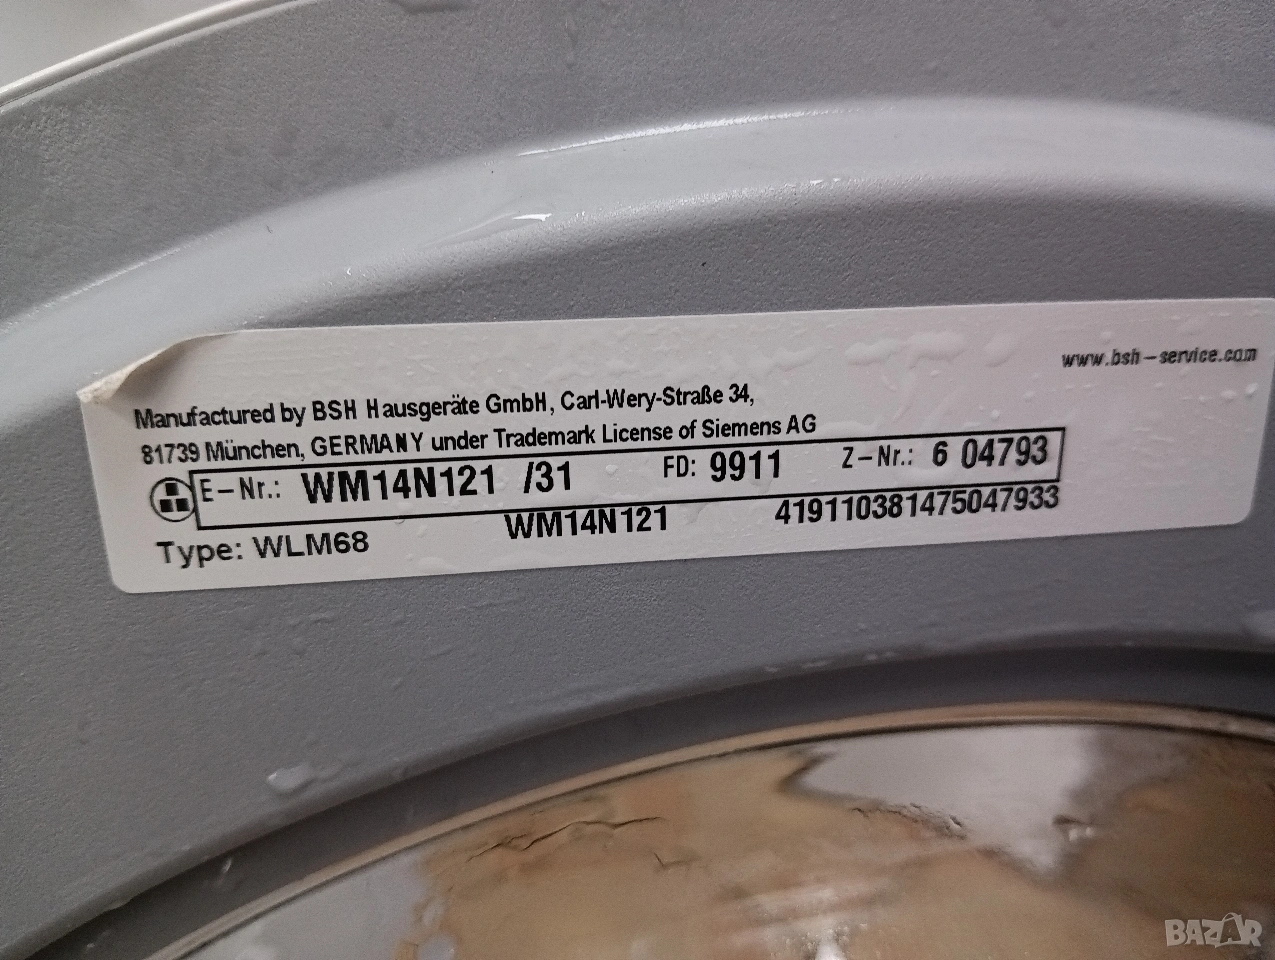 www.bsh-service.com
Manufactured by BSH Hausgeräte GmbH, Carl-Wery-Straße 34,
81739 München, GERMANY under Trademark License of Siemens AG
E-Nr.: WM14N121 /31 FD: 9911 Z-Nr.: 6 04793
Type: WLM68 WM14N121 419110381475047933
BAZAR